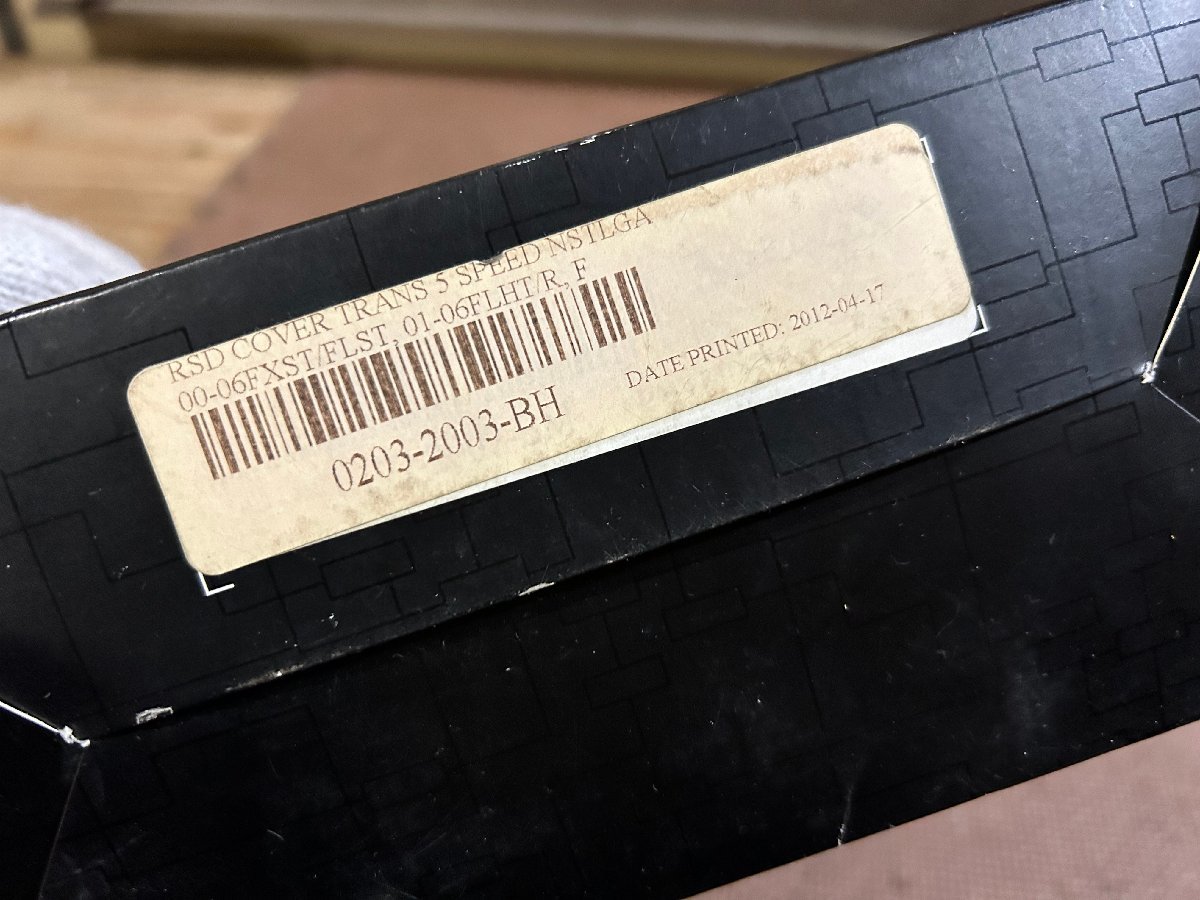 RSD COVER TRANS 5 SPEED NSTLGA
00-06FXST/FLST, 01-06FLHT/R, F
0203-2003-BH
DATE PRINTED: 2012-04-17